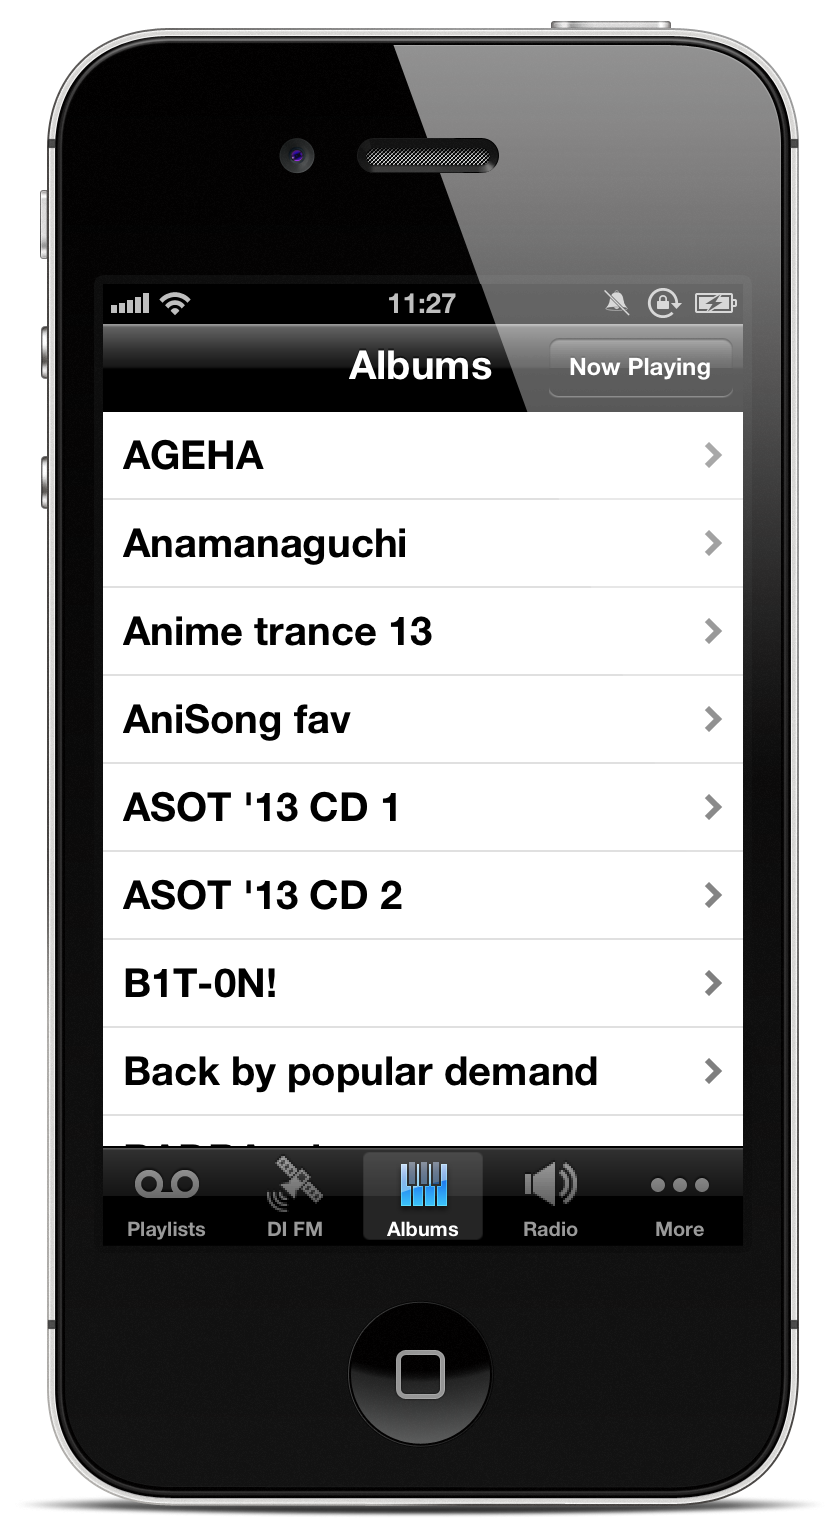 11:27
Albums
Now Playing
AGEHA
Anamanaguchi
Anime trance 13
AniSong fav
ASOT '13 CD 1
ASOT '13 CD 2
B1T-0N!
Back by popular demand
Playlists
DI FM
Albums
Radio
More